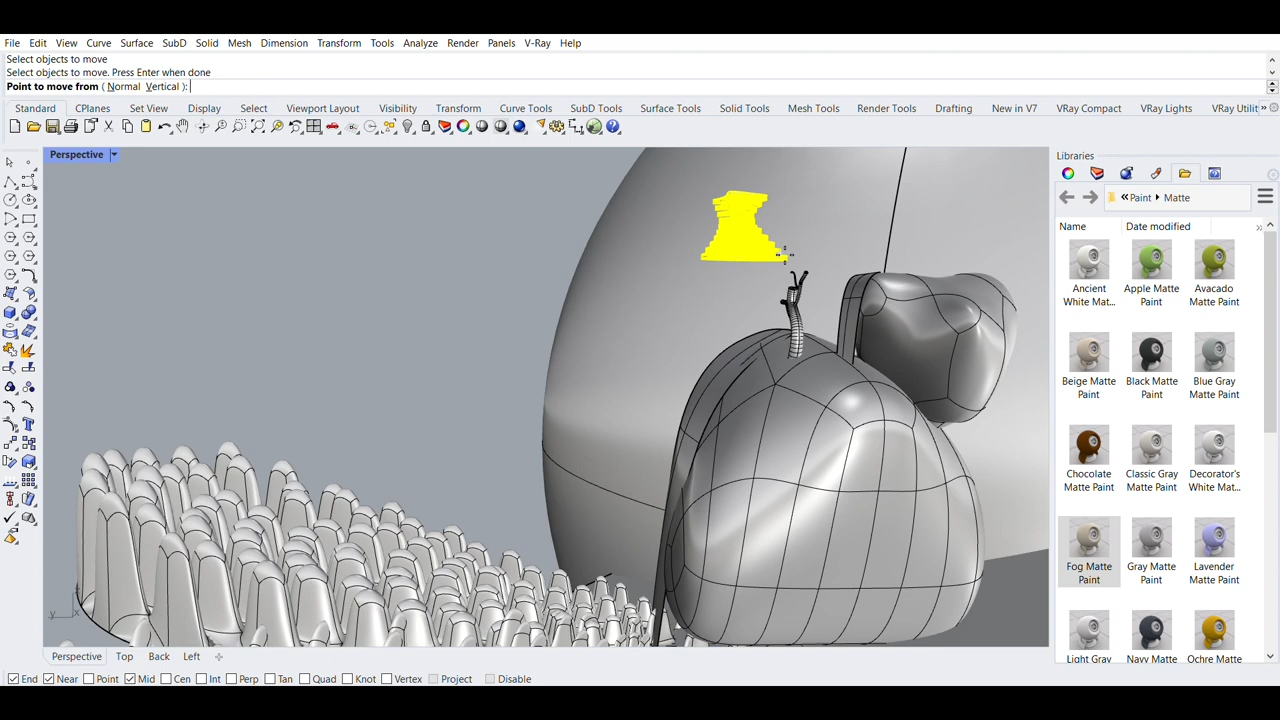 File Edit View Curve Surface SubD Solid Mesh Dimension Transform Tools Analyze Render Panels V-Ray Help
Select objects to move
Select objects to move. Press Enter when done
Point to move from ( Normal Vertical ):
Standard CPlanes Set View Display Select Viewport Layout Visibility Transform Curve Tools SubD Tools Surface Tools Solid Tools Mesh Tools Render Tools Drafting New in V7 VRay Compact VRay Lights VRay Utilit »
Perspective
Libraries
«Paint Matte
Name Date modified »
Ancient White Mat...
Apple Matte Paint
Avacado Matte Paint
Beige Matte Paint
Black Matte Paint
Blue Gray Matte Paint
Chocolate Matte Paint
Classic Gray Matte Paint
Decorator's White Mat...
Fog Matte Paint
Gray Matte Paint
Lavender Matte Paint
Light Gray Navy Matte Ochre Matte
y x
Perspective Top Back Left
End Near Point Mid Cen Int Perp Tan Quad Knot Vertex Project Disable